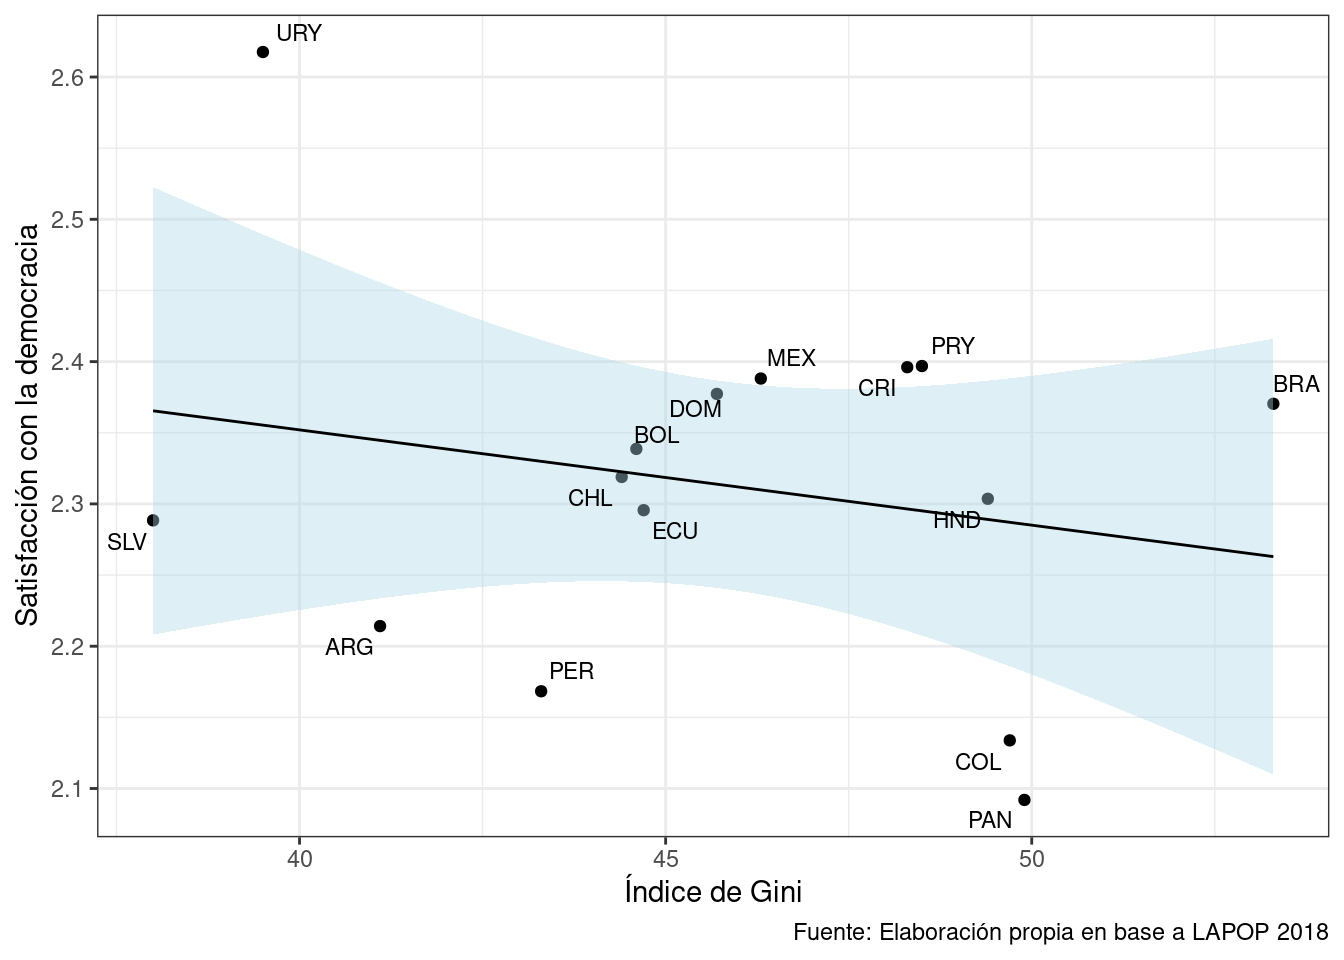 URY
2.6
2.5
2.4
2.3
2.2
2.1
Satisfacción con la democracia
MEX
PRY
CRI
BRA
DOM
BOL
CHL
HND
ECU
SLV
ARG
PER
COL
PAN
40
45
50
Índice de Gini
Fuente: Elaboración propia en base a LAPOP 2018